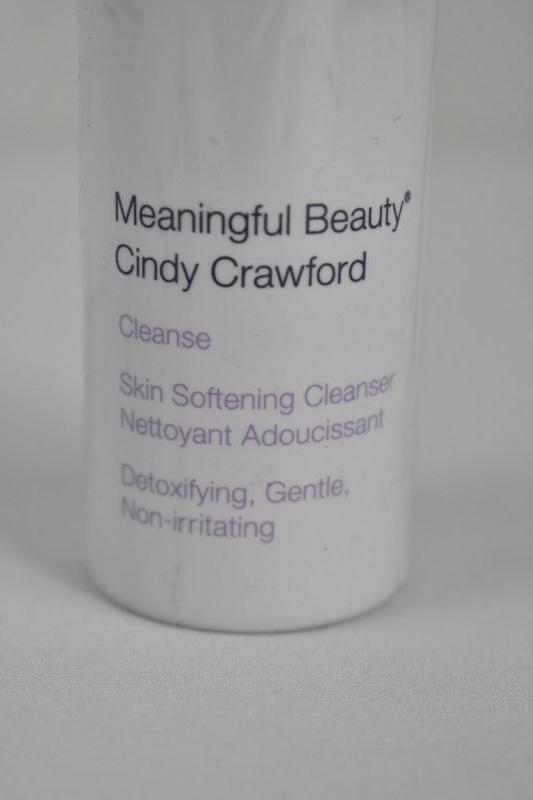 Meaningful Beauty®
Cindy Crawford
Cleanse
Skin Softening Cleanser
Nettoyant Adoucissant
Detoxifying, Gentle,
Non-irritating